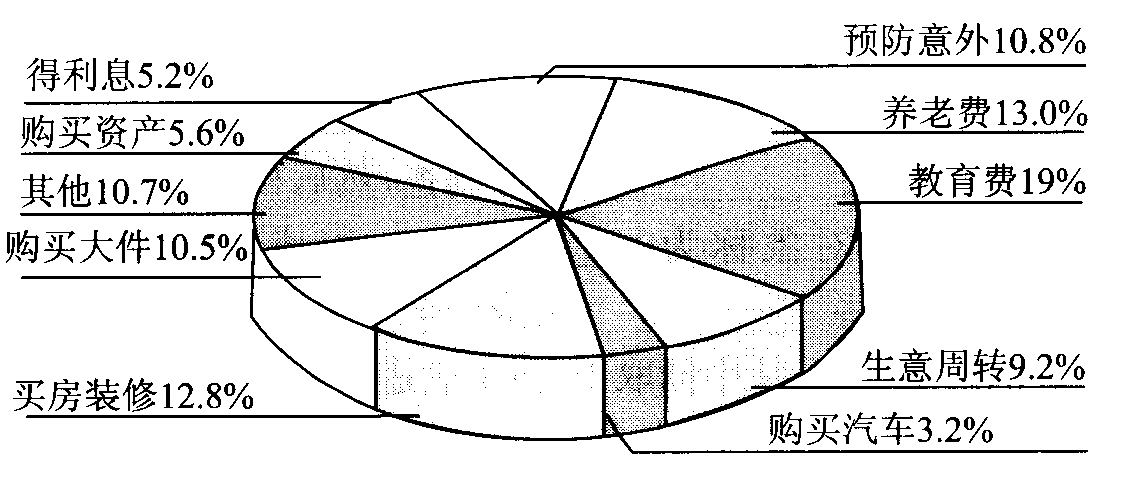 预防意外10.8%
得利息5.2%
养老费13.0%
购买资产5.6%
教育费19%
其他10.7%
购买大件10.5%
生意周转9.2%
买房装修12.8%
购买汽车3.2%